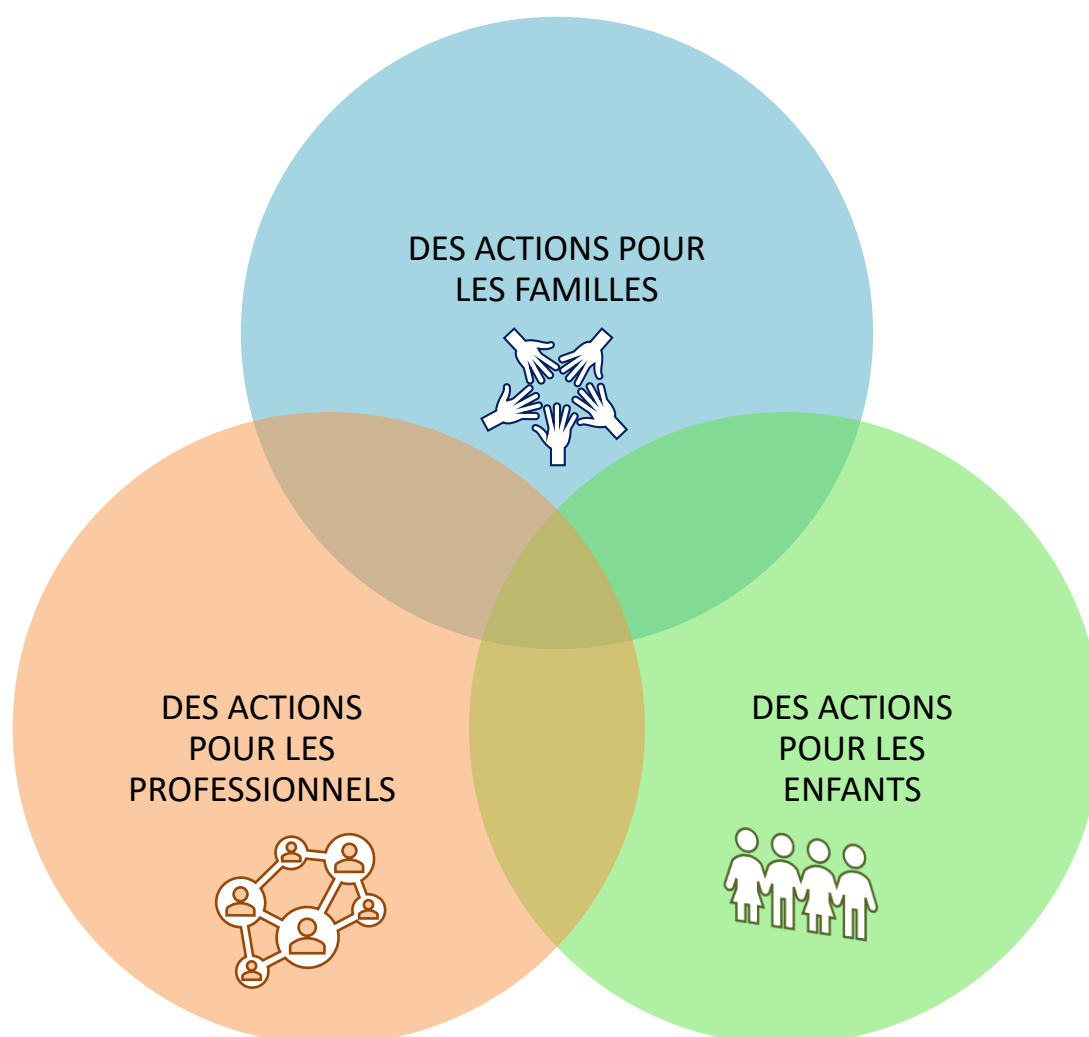 DES ACTIONS POUR
LES FAMILLES
DES ACTIONS
POUR LES
PROFESSIONNELS
DES ACTIONS
POUR LES
ENFANTS